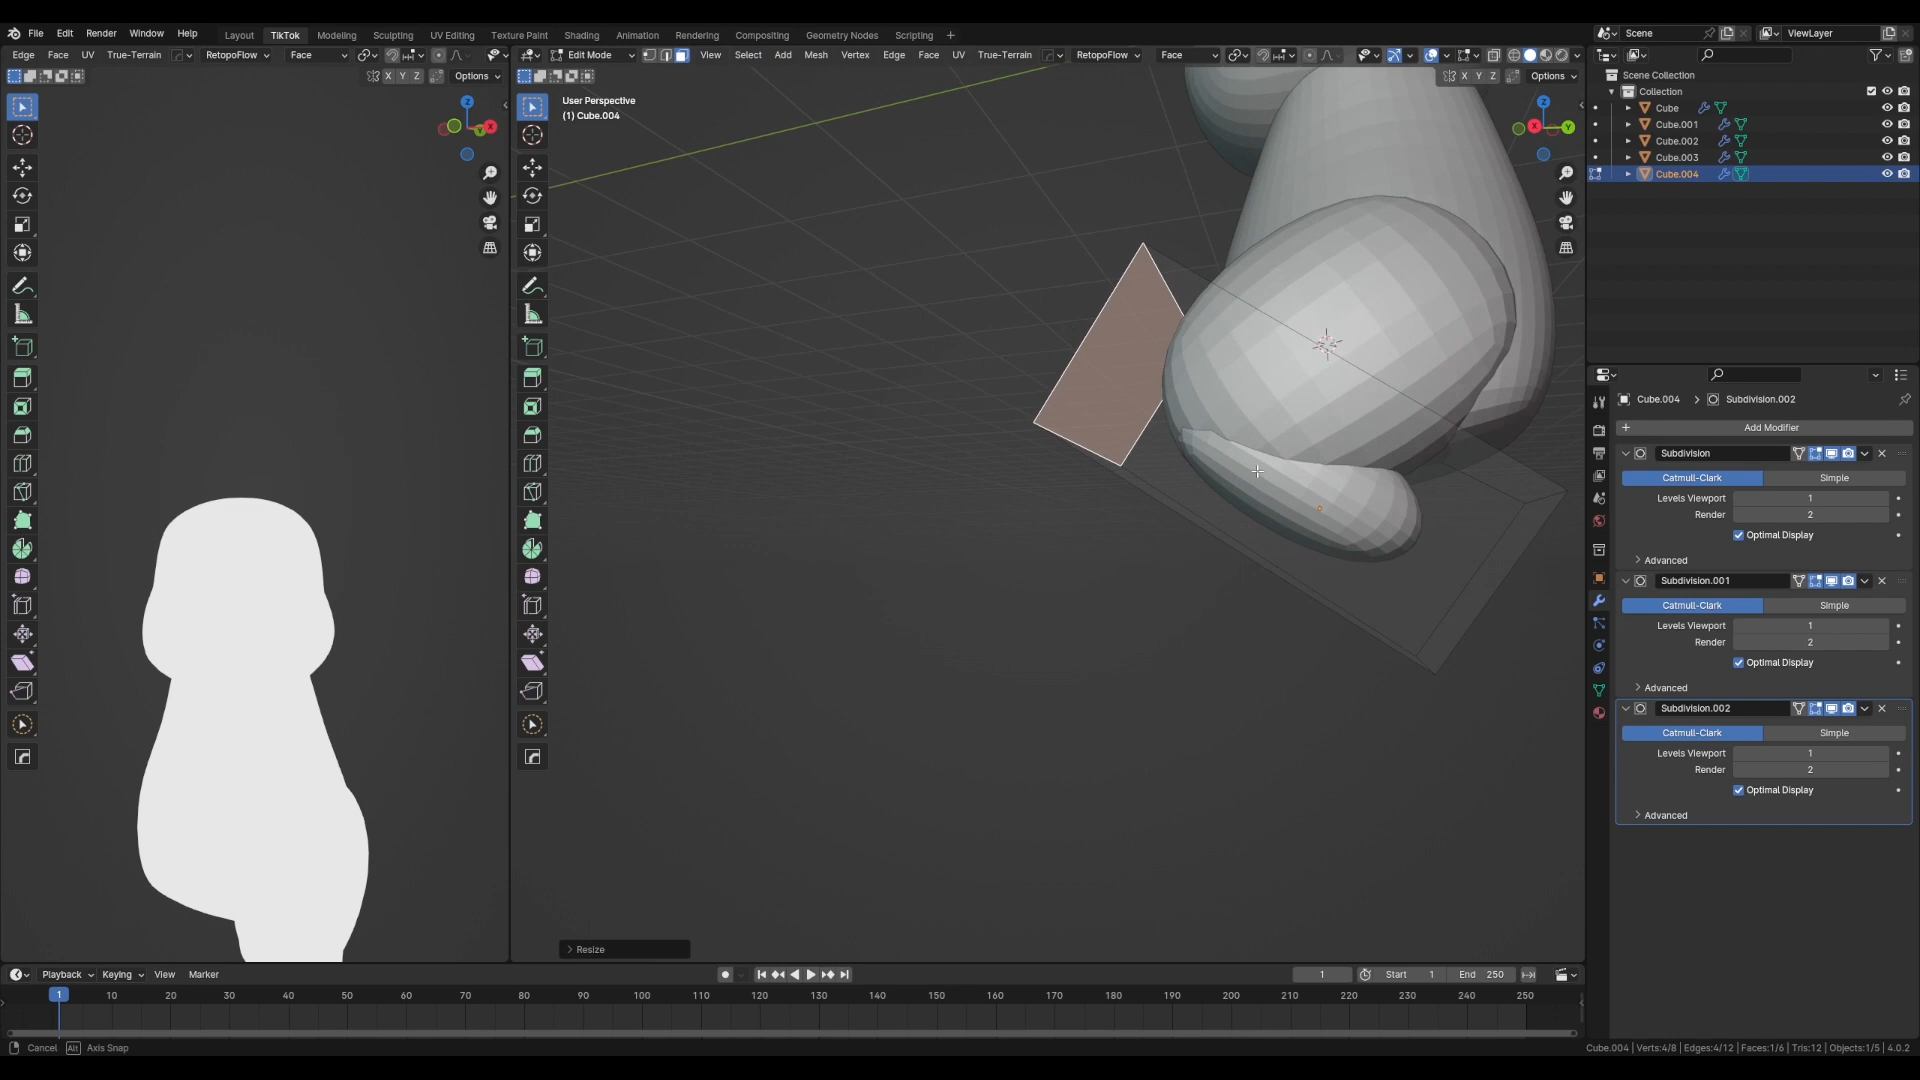 File Edit Render Window Help Layout TikTok Modeling Sculpting UV Editing Texture Paint Shading Animation Rendering Compositing Geometry Nodes Scripting + Scene ViewLayer
Edge Face UV True-Terrain RetopoFlow Face Edit Mode View Select Add Mesh Vertex Edge Face UV True-Terrain RetopoFlow Face
X Y Z Options X Y Z Options
Scene Collection
Collection
Cube
Cube.001
Cube.002
Cube.003
Cube.004
User Perspective
(1) Cube.004
Z X Y
Z X Y
Cube.004 > Subdivision.002
+ Add Modifier
Subdivision
Catmull-Clark Simple
Levels Viewport 1
Render 2
Optimal Display
Advanced
Subdivision.001
Catmull-Clark Simple
Levels Viewport 1
Render 2
Optimal Display
Advanced
Subdivision.002
Catmull-Clark Simple
Levels Viewport 1
Render 2
Optimal Display
Advanced
> Resize
Playback Keying View Marker 1 Start 1 End 250
1 10 20 30 40 50 60 70 80 90 100 110 120 130 140 150 160 170 180 190 200 210 220 230 240 250
Cancel Alt Axis Snap
Cube.004 | Verts:4/8 | Edges:4/12 | Faces:1/6 | Tris:12 | Objects:1/5 | 4.0.2